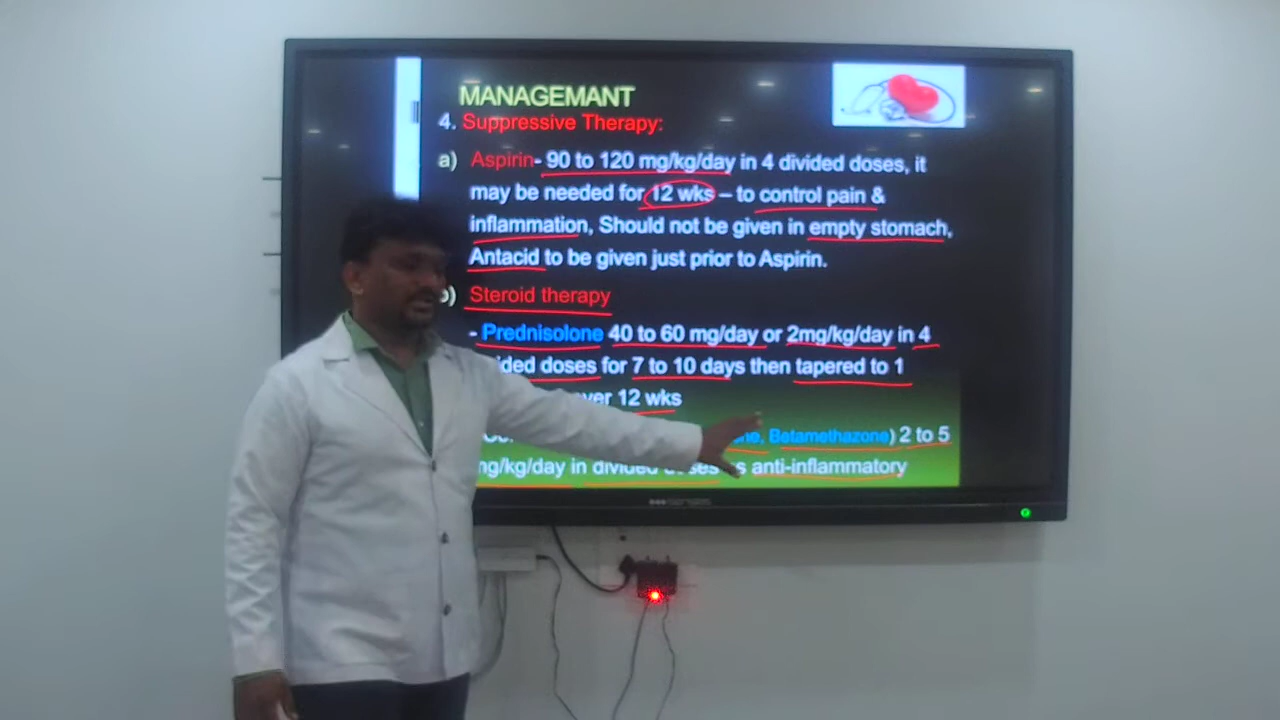 MANAGEMANT
4. Suppressive Therapy:
a) Aspirin- 90 to 120 mg/kg/day in 4 divided doses, it
may be needed for 12 wks – to control pain &
inflammation, Should not be given in empty stomach,
Antacid to be given just prior to Aspirin.
b) Steroid therapy
- Prednisolone 40 to 60 mg/day or 2mg/kg/day in 4
doses for 7 to 10 days then tapered to 1
12 wks
Betamethazone) 2 to 5
mg/kg/day in divided doses anti-inflammatory